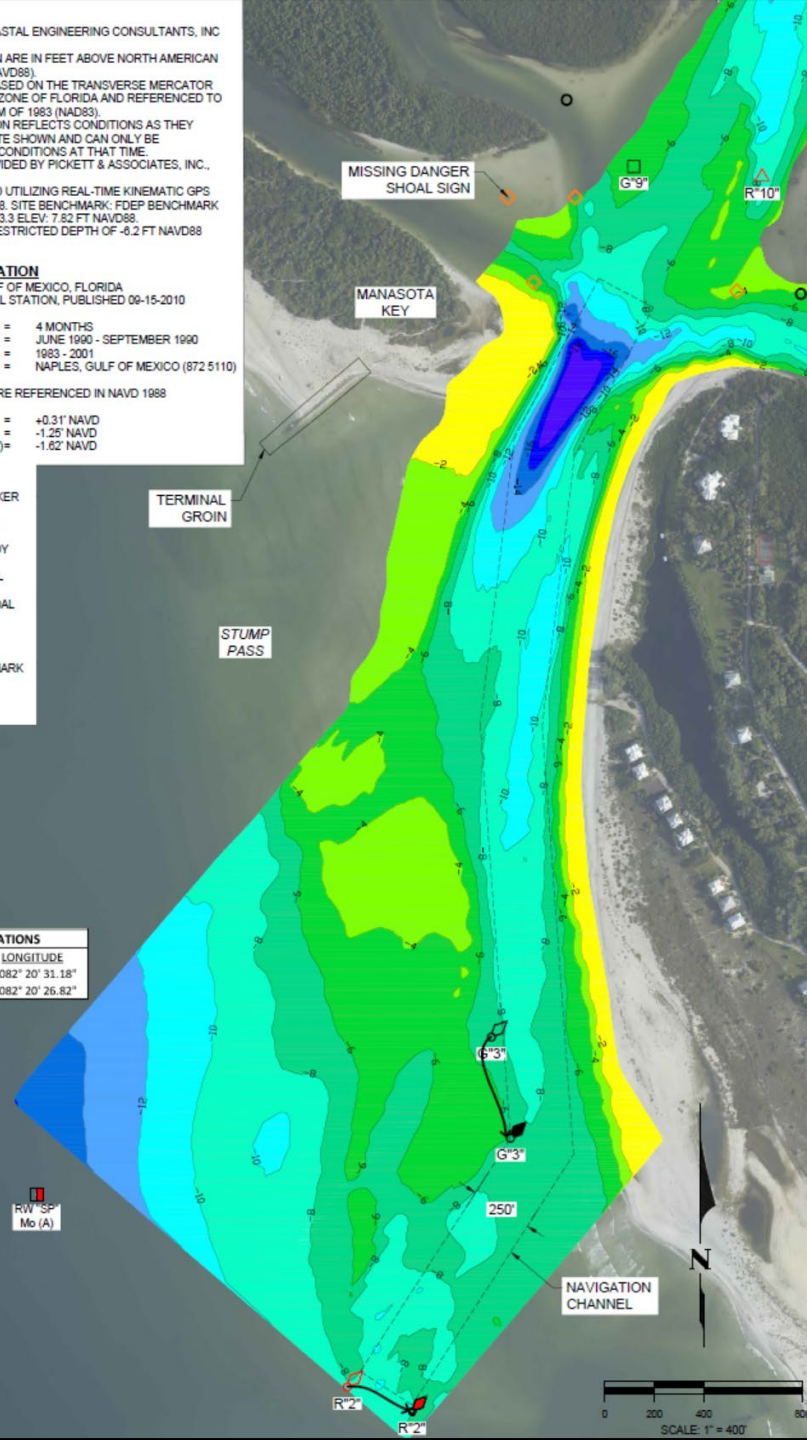 ASTAL ENGINEERING CONSULTANTS, INC
N ARE IN FEET ABOVE NORTH AMERICAN
AVD88).
ASED ON THE TRANSVERSE MERCATOR
ZONE OF FLORIDA AND REFERENCED TO
M OF 1983 (NAD83).
ON REFLECTS CONDITIONS AS THEY
TE SHOWN AND CAN ONLY BE
CONDITIONS AT THAT TIME.
VIDED BY PICKETT & ASSOCIATES, INC.,
D UTILIZING REAL-TIME KINEMATIC GPS
8. SITE BENCHMARK: FDEP BENCHMARK
3.3 ELEV: 7.82 FT NAVD88.
ESTRICTED DEPTH OF -6.2 FT NAVD88
ATION
F OF MEXICO, FLORIDA
L STATION, PUBLISHED 09-15-2010
= 4 MONTHS
= JUNE 1990 - SEPTEMBER 1990
= 1983 - 2001
= NAPLES, GULF OF MEXICO (872 5110)
RE REFERENCED IN NAVD 1988
= +0.31' NAVD
= -1.25' NAVD
)= -1.62' NAVD
KER
DY
L
DAL
MARK
MISSING DANGER
SHOAL SIGN
G"9"
R"10"
MANASOTA
KEY
TERMINAL
GROIN
STUMP
PASS
ATIONS
LONGITUDE
082° 20' 31.18"
082° 20' 26.82"
G"3"
G"3"
250'
RW "SP"
Mo (A)
N
NAVIGATION
CHANNEL
R"2"
R"2"
0 200 400 800
SCALE: 1" = 400'